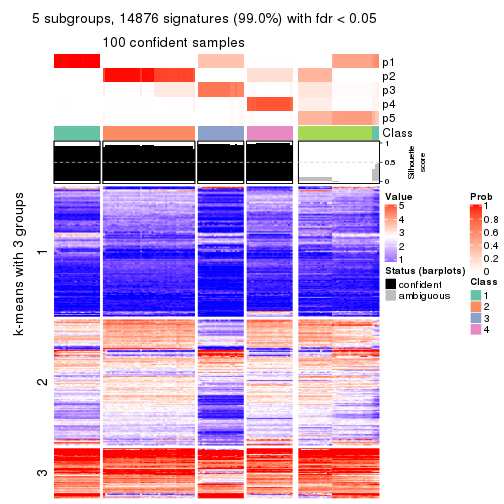 5 subgroups, 14876 signatures (99.0%) with fdr < 0.05
100 confident samples
p1
p2
p3
p4
p5
Class
1
0.5
0
Silhouette
score
k-means with 3 groups
1
2
3
Value
5
4
3
2
1
Status (barplots)
confident
ambiguous
Prob
1
0.8
0.6
0.4
0.2
0
Class
1
2
3
4